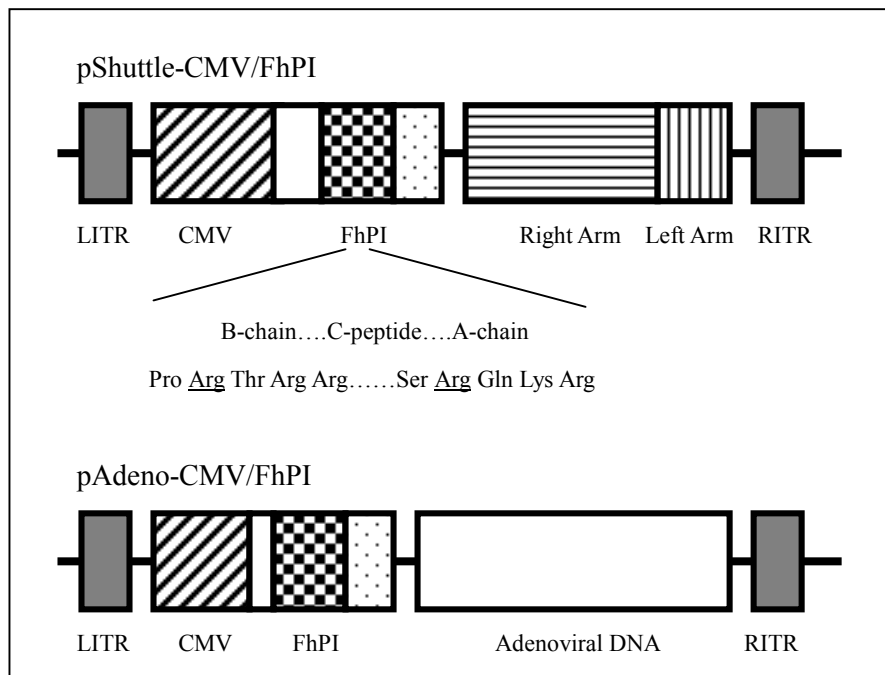 pShuttle-CMV/FhPI
LITR CMV FhPI Right Arm Left Arm RITR
B-chain….C-peptide….A-chain
Pro Arg Thr Arg Arg……Ser Arg Gln Lys Arg
pAdeno-CMV/FhPI
LITR CMV FhPI Adenoviral DNA RITR